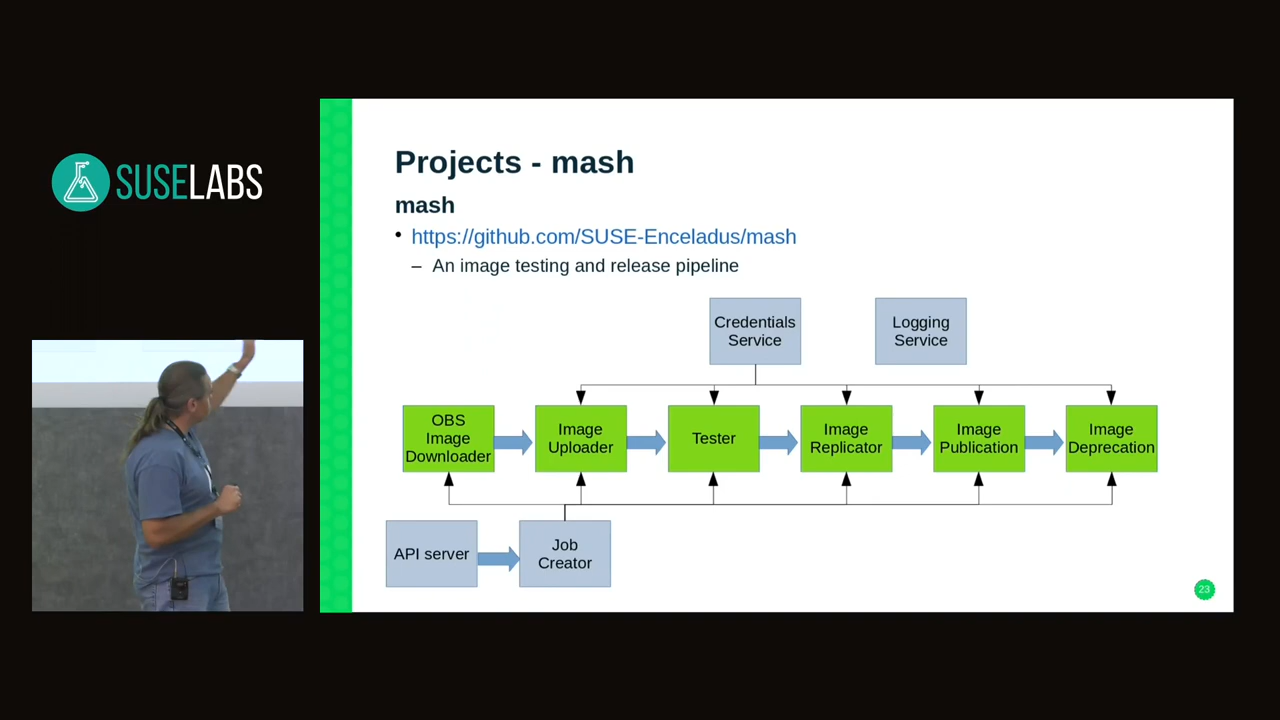 SUSELABS
Projects - mash
mash
• https://github.com/SUSE-Enceladus/mash
– An image testing and release pipeline
Credentials
Service
Logging
Service
OBS
Image
Downloader
Image
Uploader
Tester
Image
Replicator
Image
Publication
Image
Deprecation
API server
Job
Creator
23